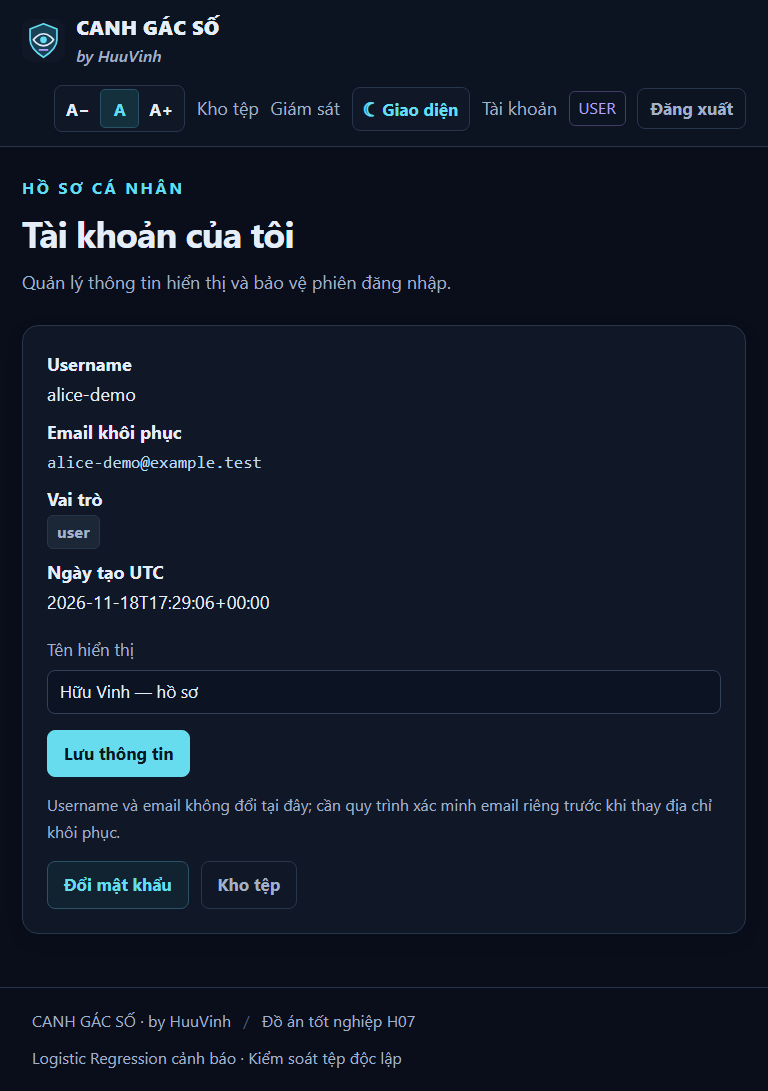 CANH GÁC SỐ
by HuuVinh
A− A A+ Kho tệp Giám sát Giao diện Tài khoản USER Đăng xuất
HỒ SƠ CÁ NHÂN
Tài khoản của tôi
Quản lý thông tin hiển thị và bảo vệ phiên đăng nhập.
Username
alice-demo
Email khôi phục
alice-demo@example.test
Vai trò
user
Ngày tạo UTC
2026-11-18T17:29:06+00:00
Tên hiển thị
Hữu Vinh — hồ sơ
Lưu thông tin
Username và email không đổi tại đây; cần quy trình xác minh email riêng trước khi thay địa chỉ
khôi phục.
Đổi mật khẩu Kho tệp
CANH GÁC SỐ · by HuuVinh / Đồ án tốt nghiệp H07
Logistic Regression cảnh báo · Kiểm soát tệp độc lập